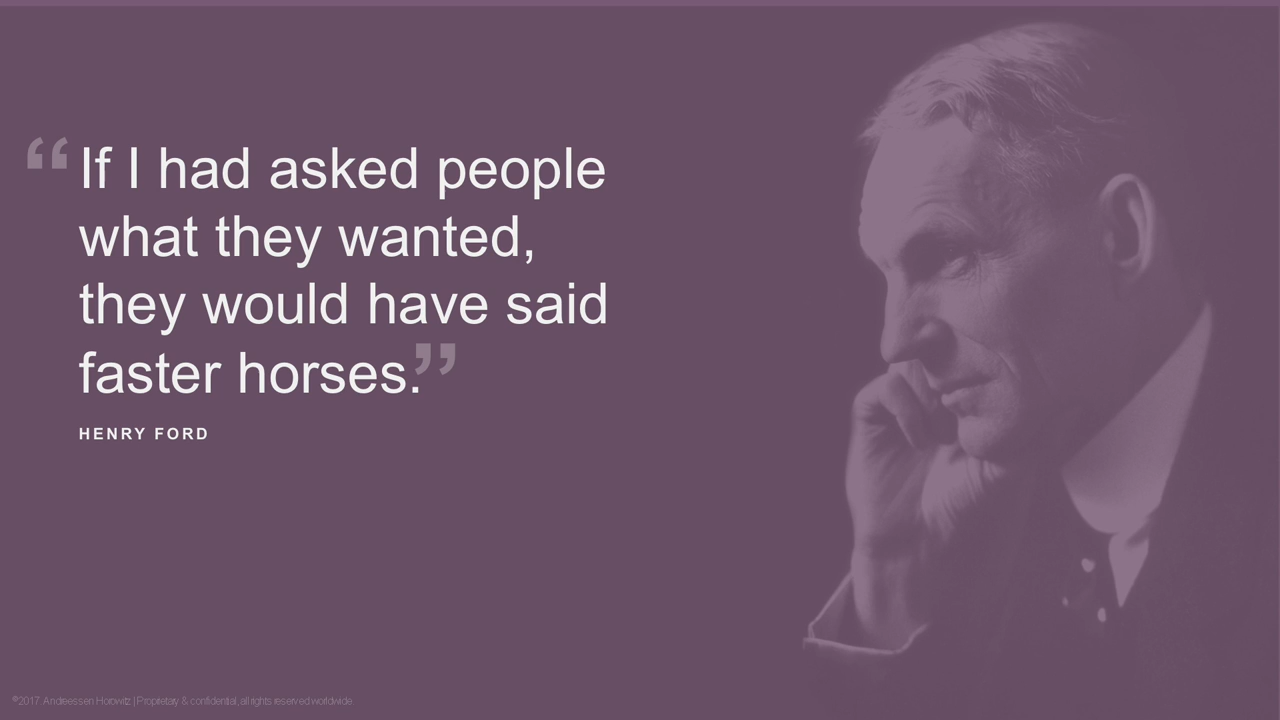 “If I had asked people
what they wanted,
they would have said
faster horses.”
HENRY FORD
©2017. Andreessen Horowitz | Proprietary & confidential, all rights reserved worldwide